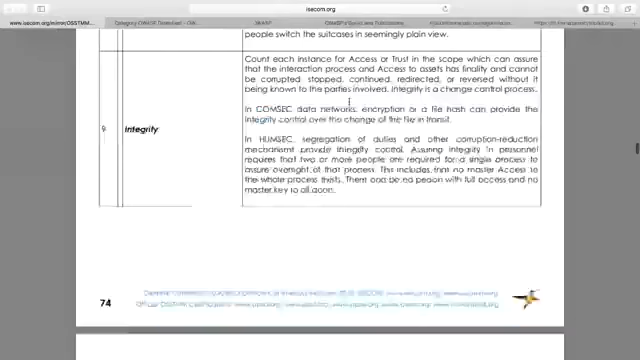 isecom.org
www.isecom.org/mirror/OSSTMM...
people switch the suitcases in seemingly plain view.
9
Integrity
Count each instance for Access or Trust in the scope which can assure
that the interaction process and Access to assets has finality and cannot
be corrupted, stopped, continued, redirected, or reversed without it
being known to the parties involved. Integrity is a change control process.
In COMSEC data networks, encryption or a file hash can provide the
Integrity control over the change of the file in transit.
In HUMSEC, segregation of duties and other corruption-reduction
mechanisms provide Integrity control. Assuring integrity in personnel
requires that two or more people are required for a single process to
assure oversight of that process. This includes that no master Access to
the whole process exists. There can be no person with full access and no
master key to all doors.
74